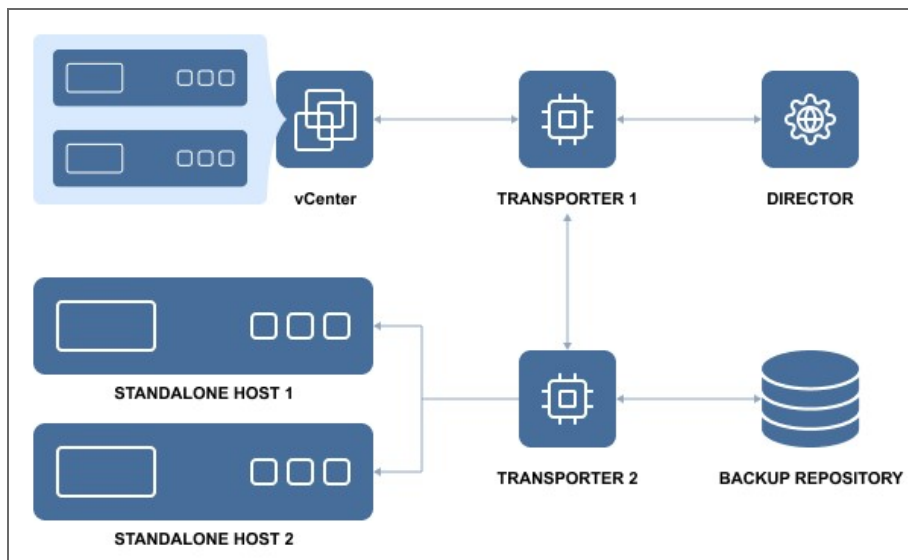 vCenter
TRANSPORTER 1
DIRECTOR
STANDALONE HOST 1
STANDALONE HOST 2
TRANSPORTER 2
BACKUP REPOSITORY